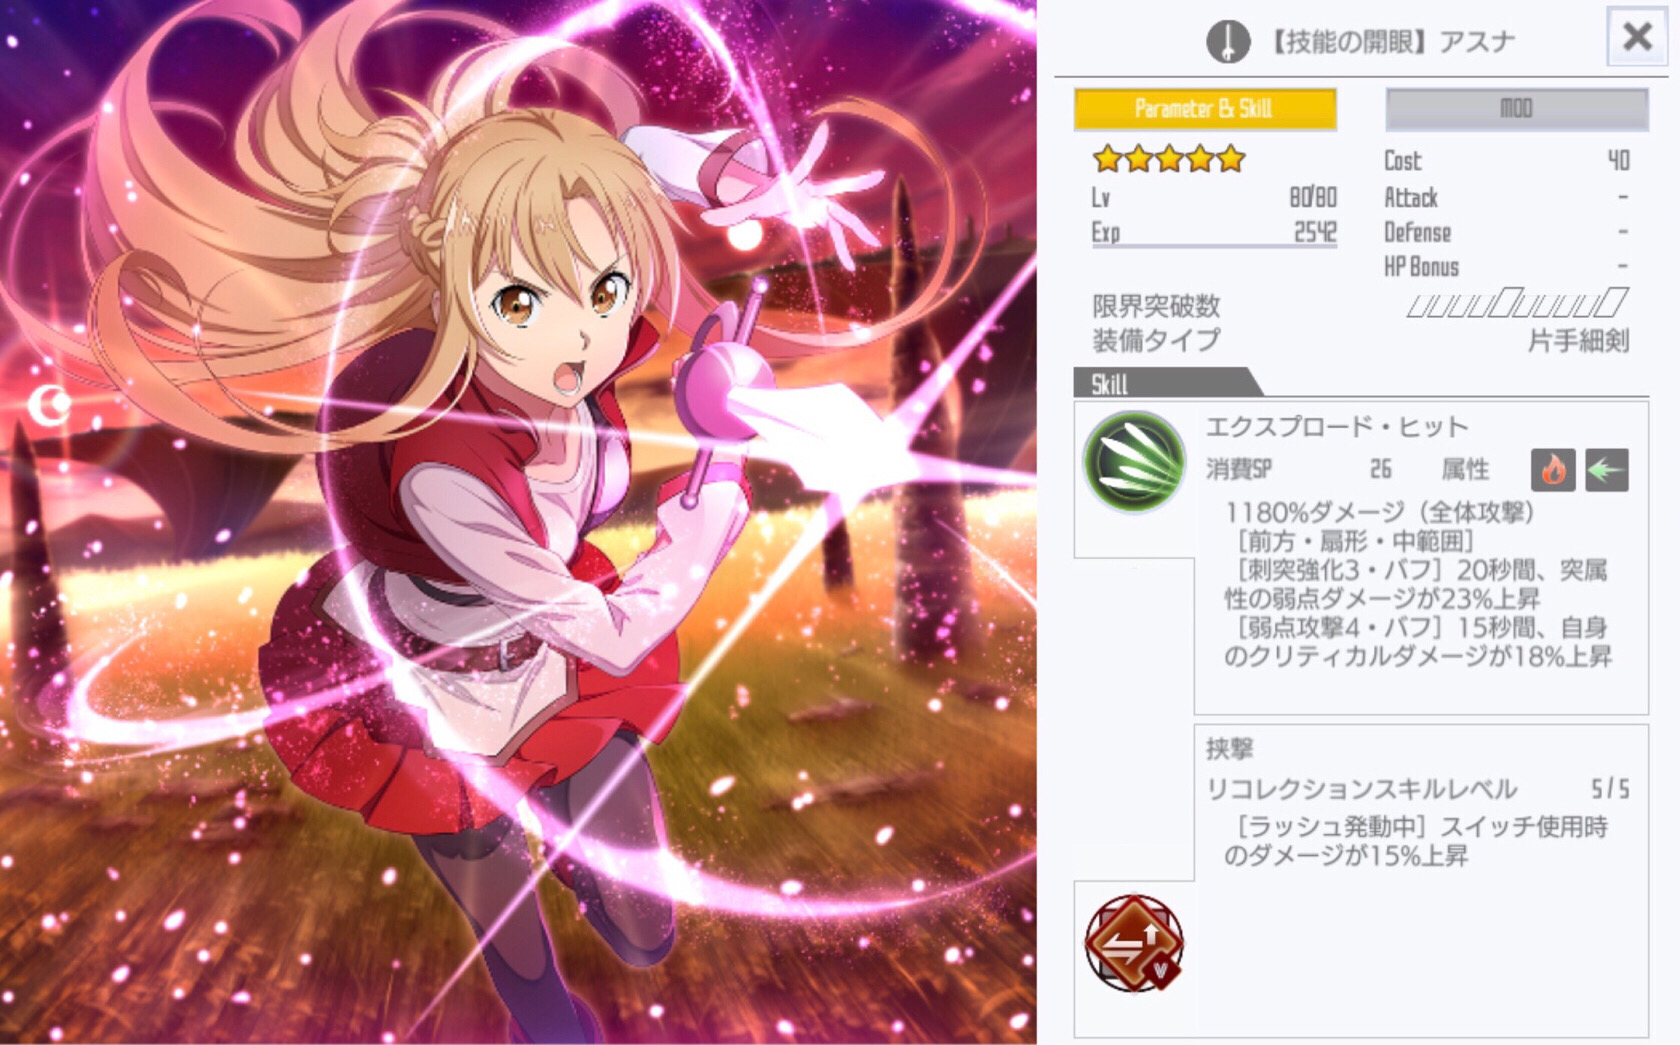 【技能の開眼】アスナ
Parameter & Skill
MOD
Lv 80/80
Exp 2542
Cost 40
Attack -
Defense -
HP Bonus -
限界突破数
装備タイプ 片手細剣
Skill
エクスプロード・ヒット
消費SP 26 属性
1180%ダメージ（全体攻撃）
［前方・扇形・中範囲］
［刺突強化3・バフ］20秒間、突属
性の弱点ダメージが23%上昇
［弱点攻撃4・バフ］15秒間、自身
のクリティカルダメージが18%上昇
挟撃
リコレクションスキルレベル 5/5
［ラッシュ発動中］スイッチ使用時
のダメージが15%上昇
V